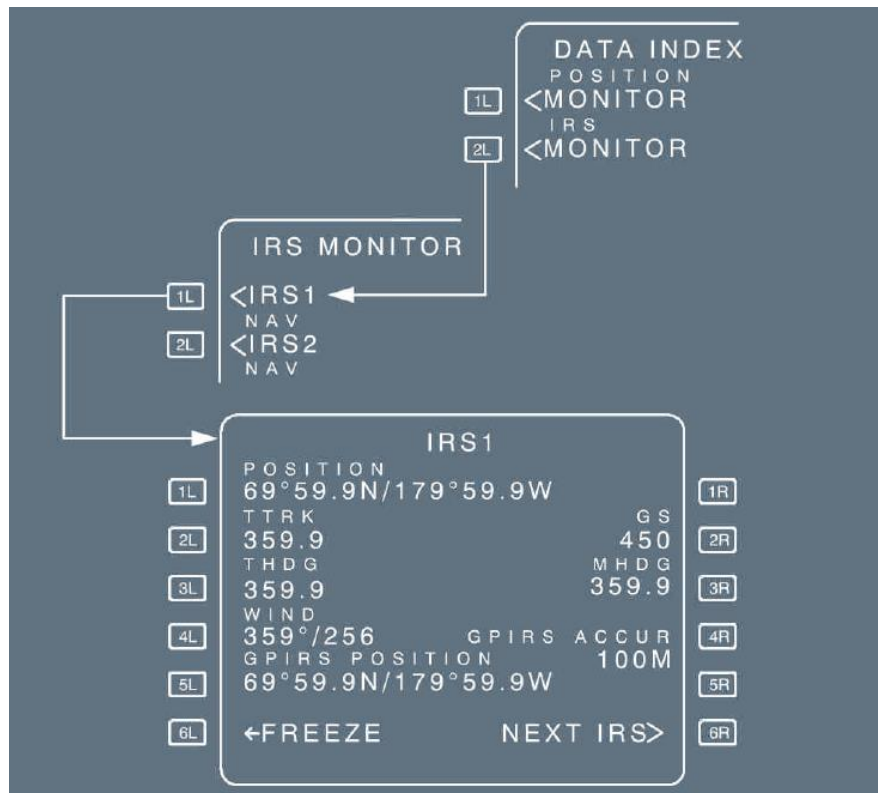 DATA INDEX
POSITION
1L <MONITOR
IRS
2L <MONITOR
IRS MONITOR
1L <IRS1
NAV
2L <IRS2
NAV
IRS1
POSITION
1L 69°59.9N/179°59.9W 1R
TTRK GS
2L 359.9 450 2R
THDG MHDG
3L 359.9 359.9 3R
WIND
4L 359°/256 GPIRS ACCUR 4R
GPIRS POSITION 100M
5L 69°59.9N/179°59.9W 5R
6L ←FREEZE NEXT IRS> 6R